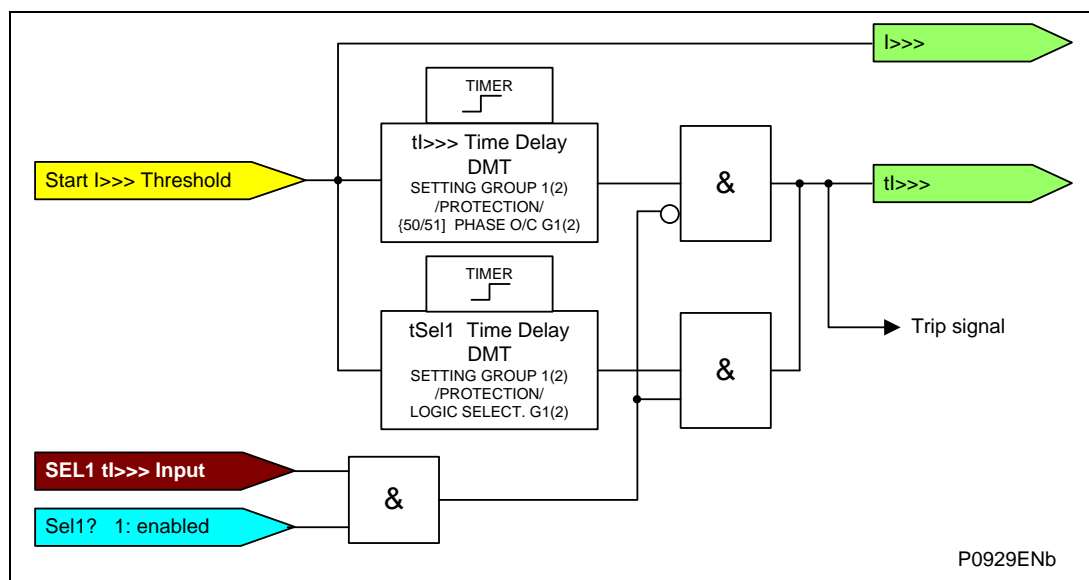 I>>>
TIMER
tI>>> Time Delay
DMT
SETTING GROUP 1(2)
/PROTECTION/
{50/51] PHASE O/C G1(2)
Start I>>> Threshold
&
tI>>>
TIMER
tSel1 Time Delay
DMT
SETTING GROUP 1(2)
/PROTECTION/
LOGIC SELECT. G1(2)
&
Trip signal
SEL1 tI>>> Input
Sel1? 1: enabled
&
P0929ENb